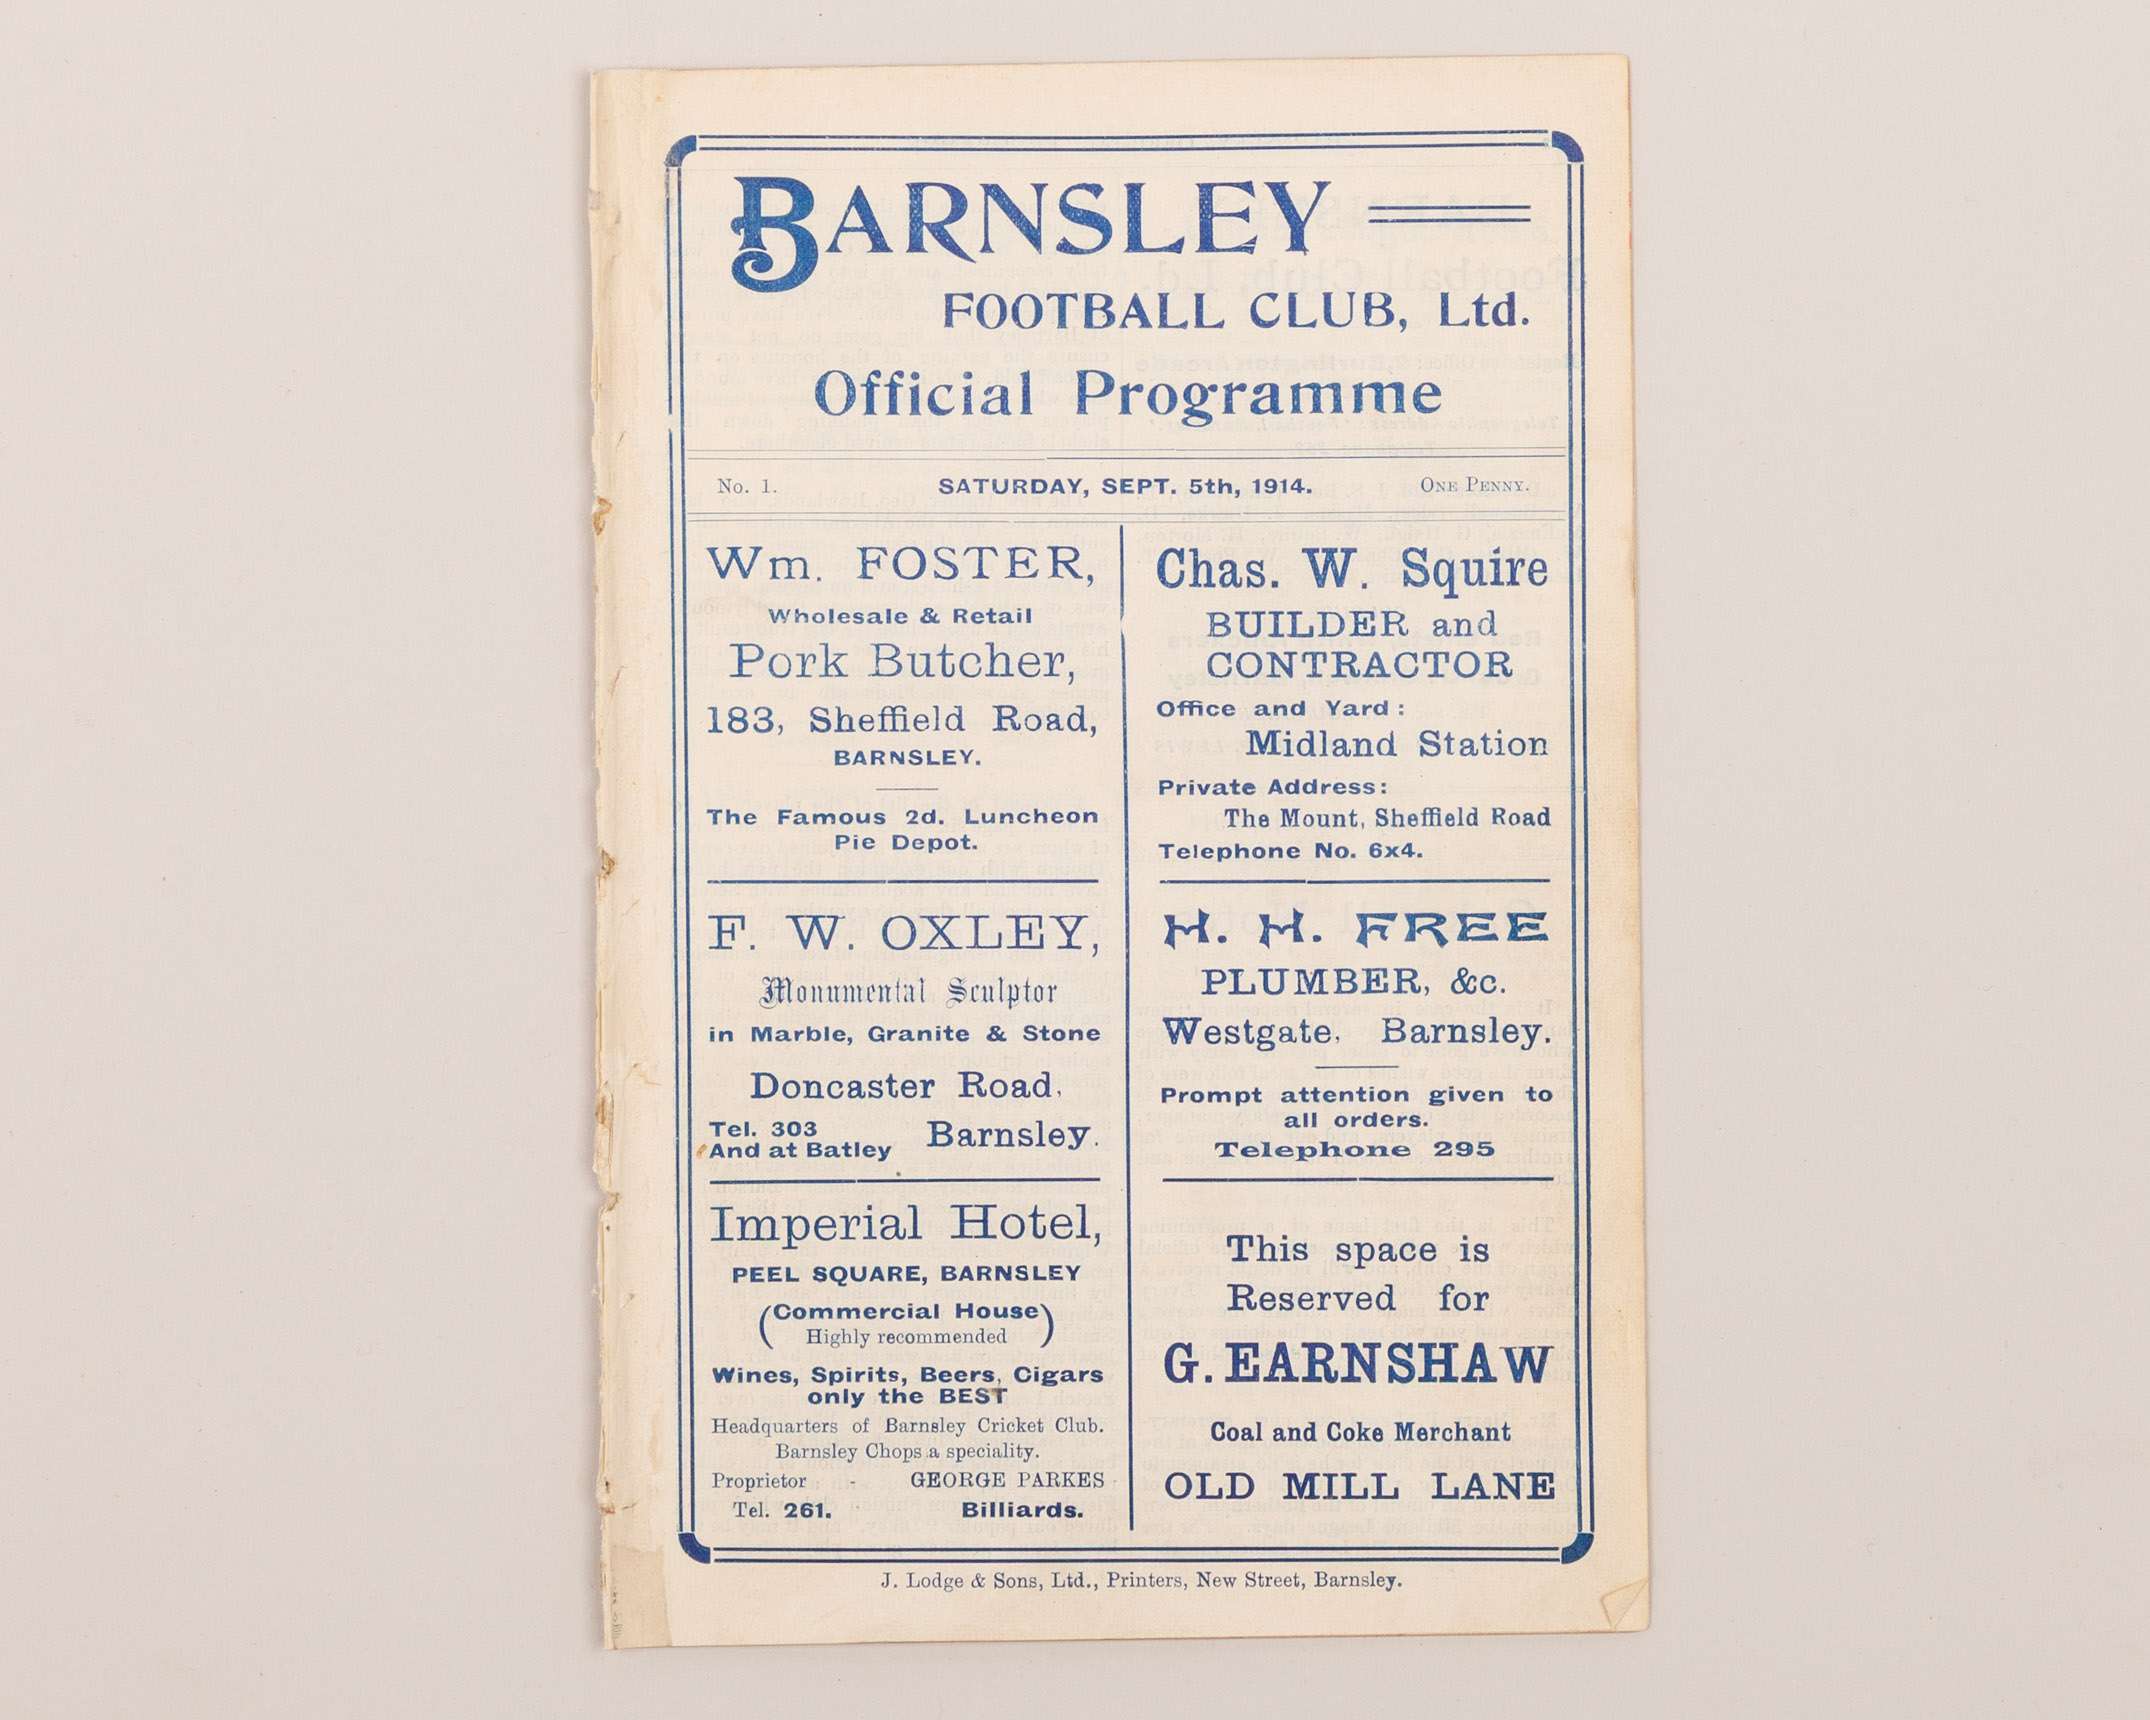 BARNSLEY
FOOTBALL CLUB, Ltd.
Official Programme
No. 1. SATURDAY, SEPT. 5th, 1914. ONE PENNY.
Wm. FOSTER,
Wholesale & Retail
Pork Butcher,
183, Sheffield Road,
BARNSLEY.
The Famous 2d. Luncheon
Pie Depot.
F. W. OXLEY,
Monumental Sculptor
in Marble, Granite & Stone
Doncaster Road,
Tel. 303
And at Batley Barnsley.
Imperial Hotel,
PEEL SQUARE, BARNSLEY
(Commercial House)
Highly recommended
Wines, Spirits, Beers, Cigars
only the BEST
Headquarters of Barnsley Cricket Club.
Barnsley Chops a speciality.
Proprietor - GEORGE PARKES
Tel. 261. Billiards.
Chas. W. Squire
BUILDER and
CONTRACTOR
Office and Yard:
Midland Station
Private Address:
The Mount, Sheffield Road
Telephone No. 6x4.
H. H. FREE
PLUMBER, &c.
Westgate, Barnsley.
Prompt attention given to
all orders.
Telephone 295
This space is
Reserved for
G. EARNSHAW
Coal and Coke Merchant
OLD MILL LANE
J. Lodge & Sons, Ltd., Printers, New Street, Barnsley.